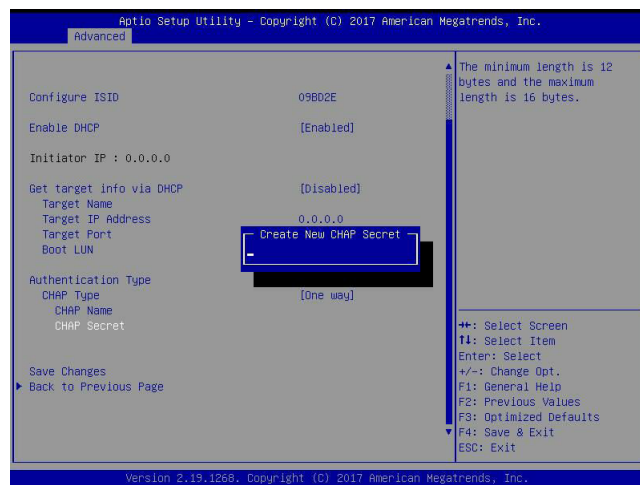 Aptio Setup Utility – Copyright (C) 2017 American Megatrends, Inc.
Advanced
Configure ISID 09BD2E
Enable DHCP [Enabled]
Initiator IP : 0.0.0.0
Get target info via DHCP [Disabled]
Target Name
Target IP Address 0.0.0.0
Target Port
Boot LUN
Create New CHAP Secret
Authentication Type
CHAP Type [One way]
CHAP Name
CHAP Secret
Save Changes
Back to Previous Page
The minimum length is 12
bytes and the maximum
length is 16 bytes.
→←: Select Screen
↑↓: Select Item
Enter: Select
+/-: Change Opt.
F1: General Help
F2: Previous Values
F3: Optimized Defaults
F4: Save & Exit
ESC: Exit
Version 2.19.1268. Copyright (C) 2017 American Megatrends, Inc.